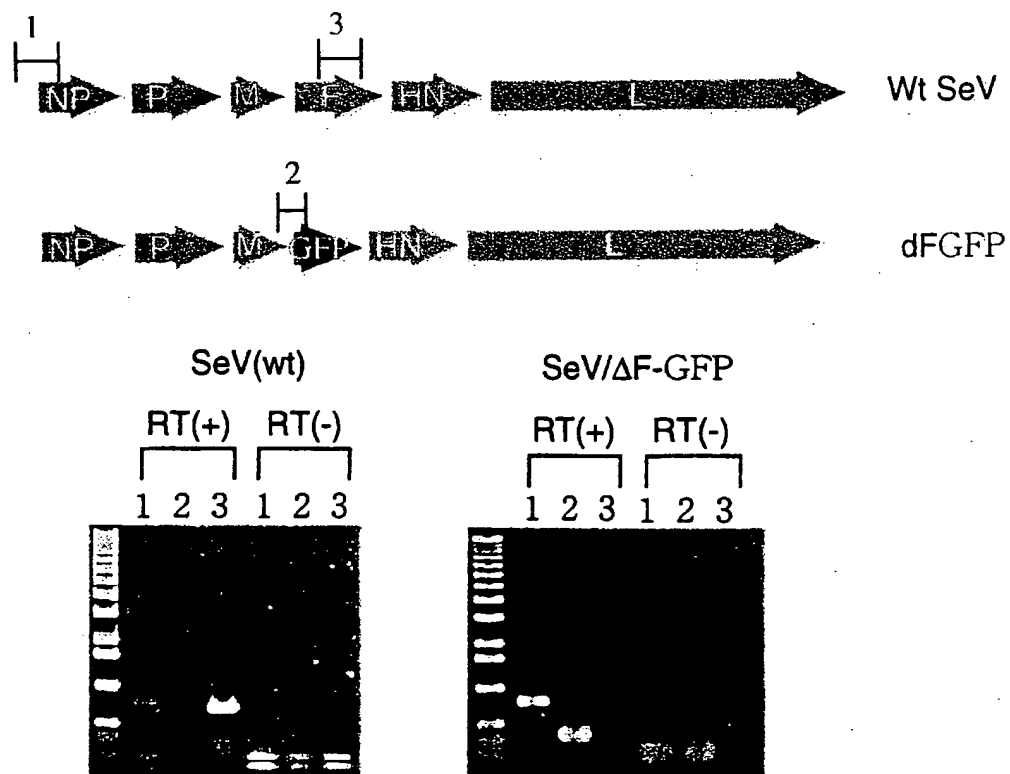 1 3
NP P M F HN L Wt SeV
2
NP P M GFP HN L dFGFP
SeV(wt) SeV/ΔF-GFP
RT(+) RT(-) RT(+) RT(-)
1 2 3 1 2 3 1 2 3 1 2 3